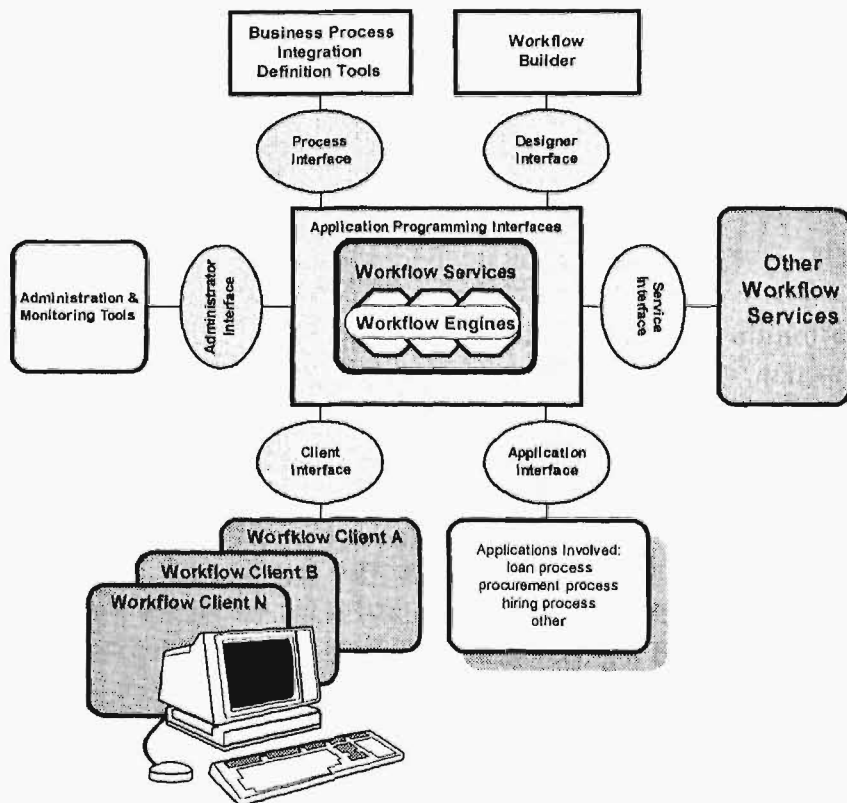 Business Process
Integration
Definition Tools
Workflow
Builder
Process
Interface
Designer
Interface
Application Programming Interfaces
Workflow Services
Workflow Engines
Administration &
Monitoring Tools
Administrator
Interface
Service
Interface
Other
Workflow
Services
Client
Interface
Application
Interface
Worfklow Client A
Workflow Client B
Workflow Client N
Applications Involved:
loan process
procurement process
hiring process
other